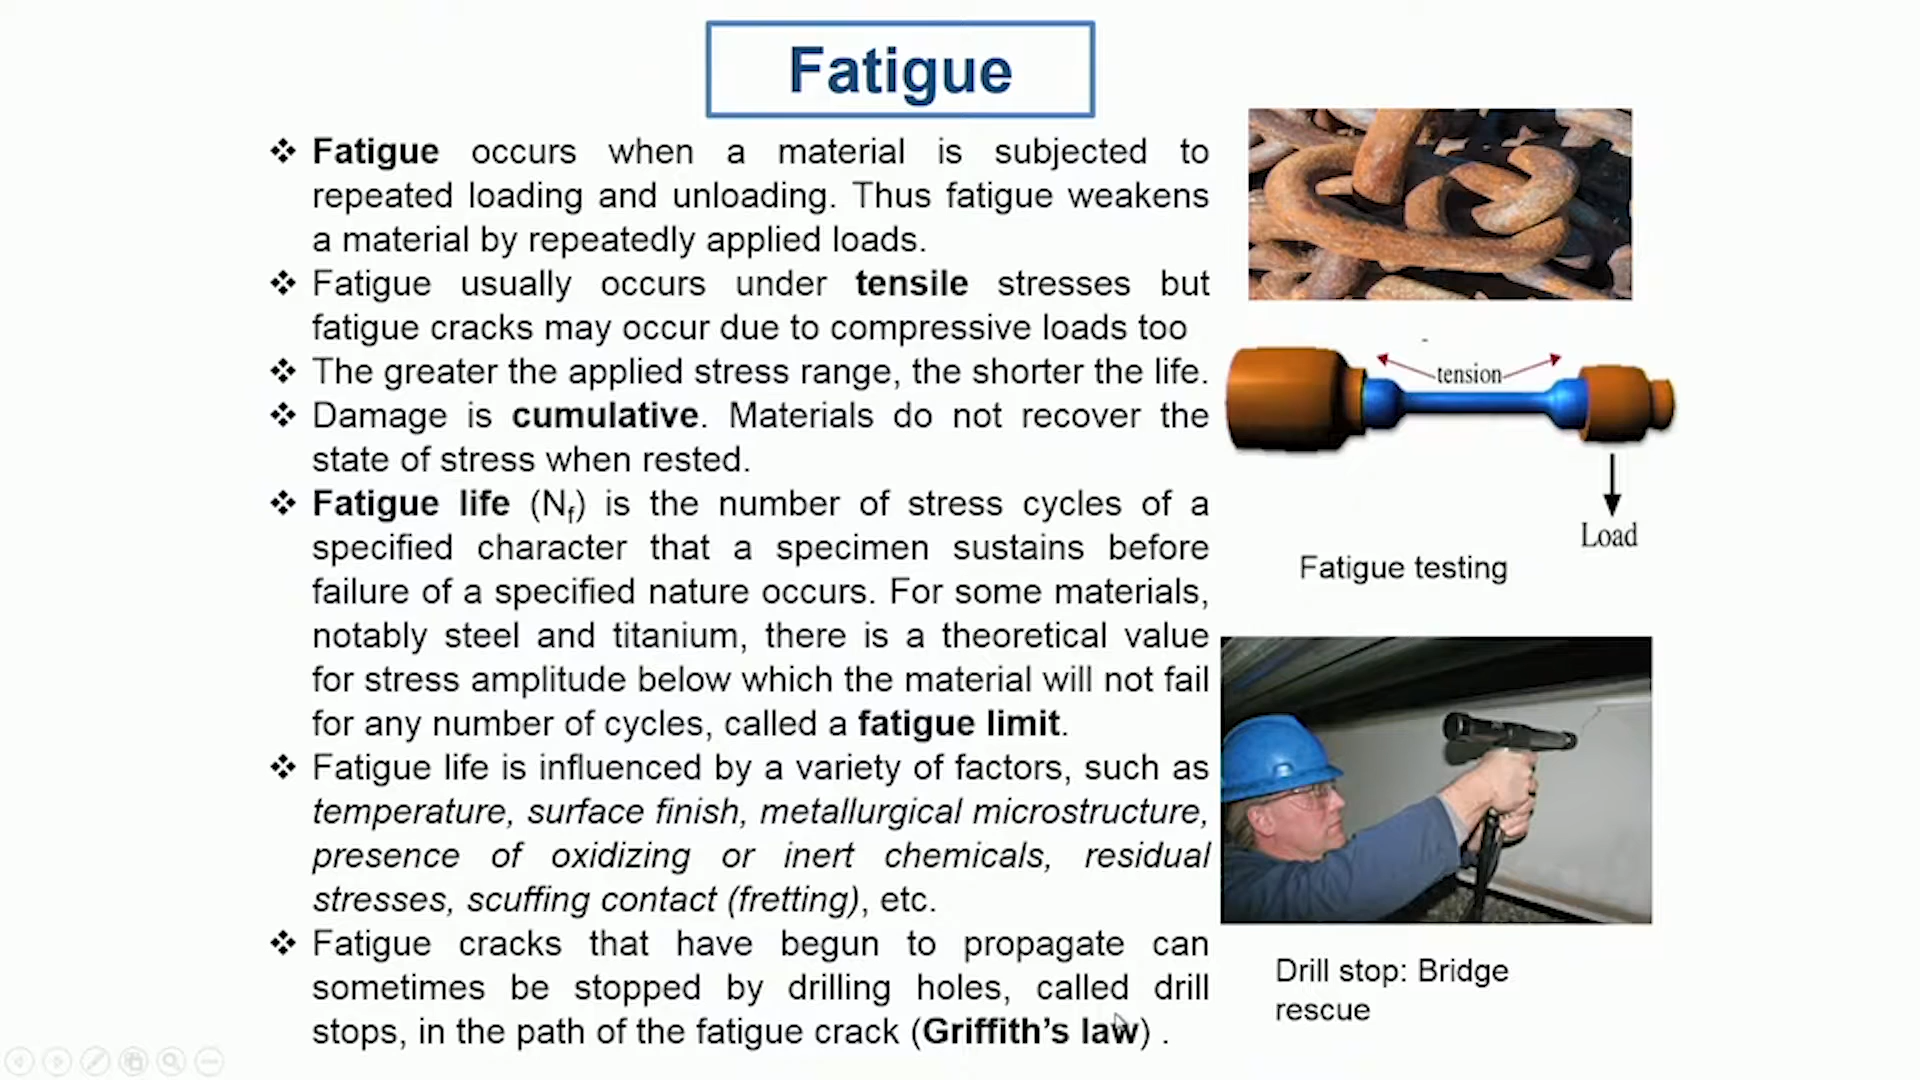 Fatigue
❖ Fatigue occurs when a material is subjected to
repeated loading and unloading. Thus fatigue weakens
a material by repeatedly applied loads.
❖ Fatigue usually occurs under tensile stresses but
fatigue cracks may occur due to compressive loads too
❖ The greater the applied stress range, the shorter the life.
❖ Damage is cumulative. Materials do not recover the
state of stress when rested.
❖ Fatigue life (Nf) is the number of stress cycles of a
specified character that a specimen sustains before
failure of a specified nature occurs. For some materials,
notably steel and titanium, there is a theoretical value
for stress amplitude below which the material will not fail
for any number of cycles, called a fatigue limit.
❖ Fatigue life is influenced by a variety of factors, such as
temperature, surface finish, metallurgical microstructure,
presence of oxidizing or inert chemicals, residual
stresses, scuffing contact (fretting), etc.
❖ Fatigue cracks that have begun to propagate can
sometimes be stopped by drilling holes, called drill
stops, in the path of the fatigue crack (Griffith's law) .
tension
Load
Fatigue testing
Drill stop: Bridge
rescue